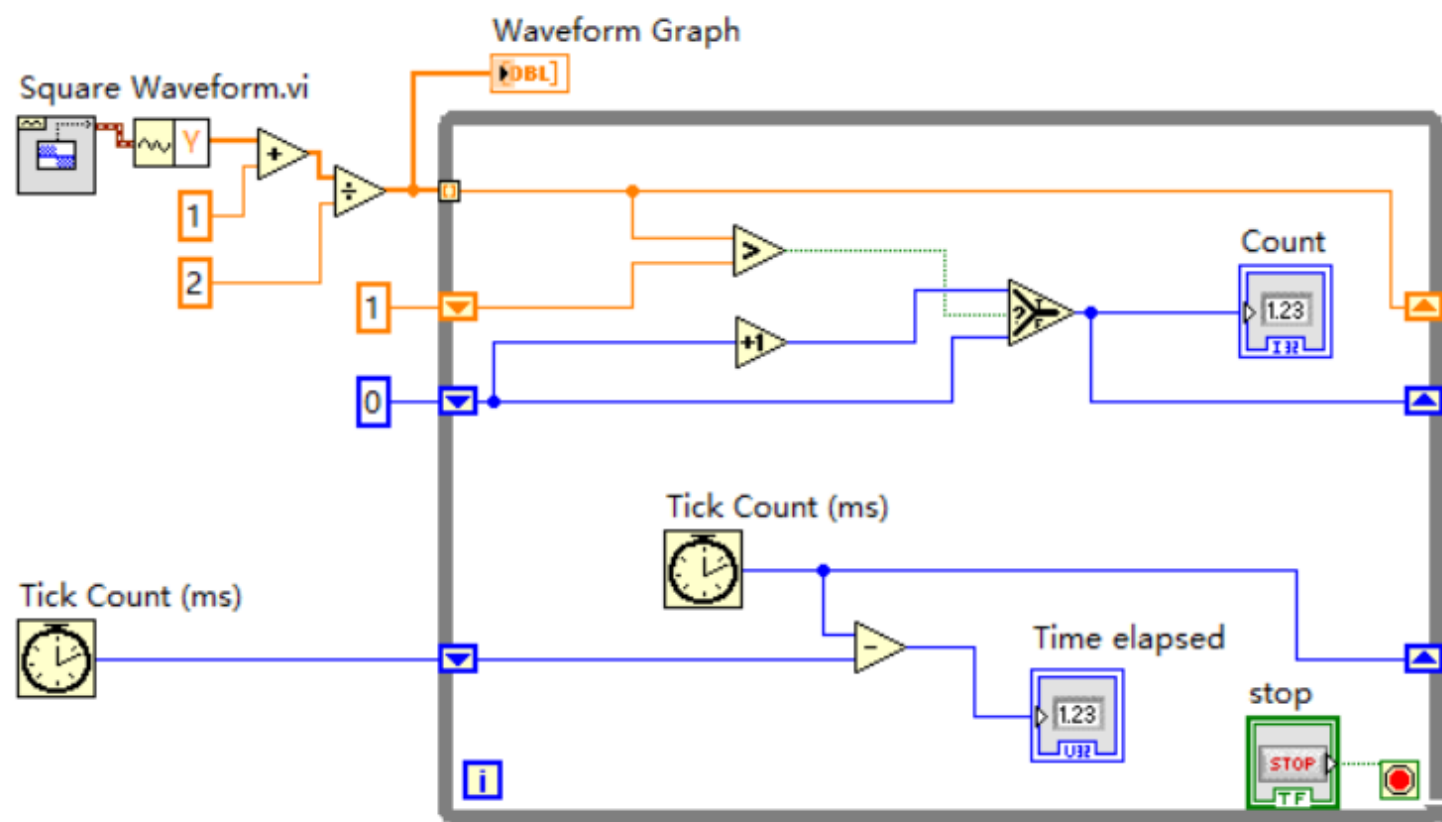 Waveform Graph
[DBL]
Square Waveform.vi
Y
+
1
÷
2
1
>
Count
1.23
I32
?
T
F
+1
0
Tick Count (ms)
Tick Count (ms)
-
Time elapsed
1.23
U32
stop
STOP
TF
i